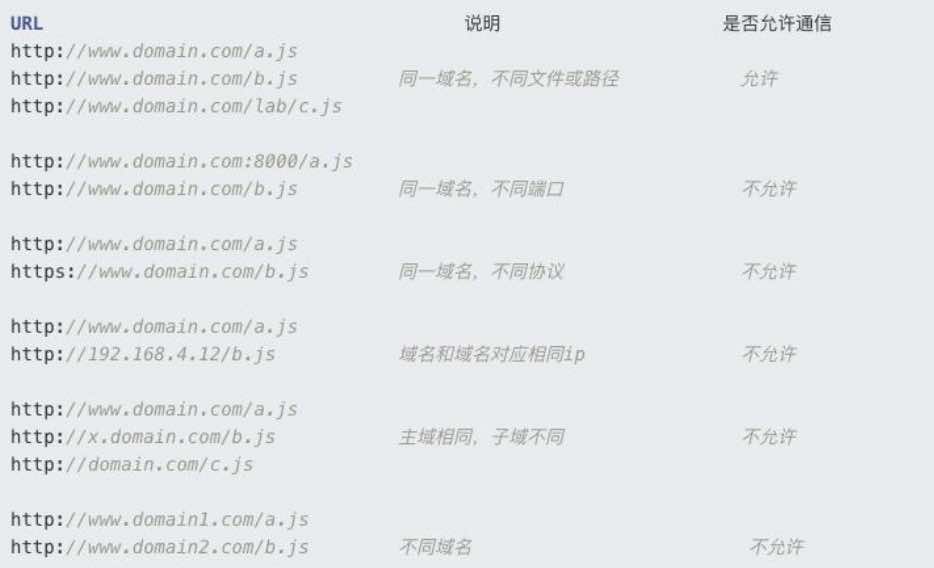 URL 说明 是否允许通信
http://www.domain.com/a.js
http://www.domain.com/b.js 同一域名，不同文件或路径 允许
http://www.domain.com/lab/c.js
http://www.domain.com:8000/a.js
http://www.domain.com/b.js 同一域名，不同端口 不允许
http://www.domain.com/a.js
https://www.domain.com/b.js 同一域名，不同协议 不允许
http://www.domain.com/a.js
http://192.168.4.12/b.js 域名和域名对应相同ip 不允许
http://www.domain.com/a.js
http://x.domain.com/b.js 主域相同，子域不同 不允许
http://domain.com/c.js
http://www.domain1.com/a.js
http://www.domain2.com/b.js 不同域名 不允许